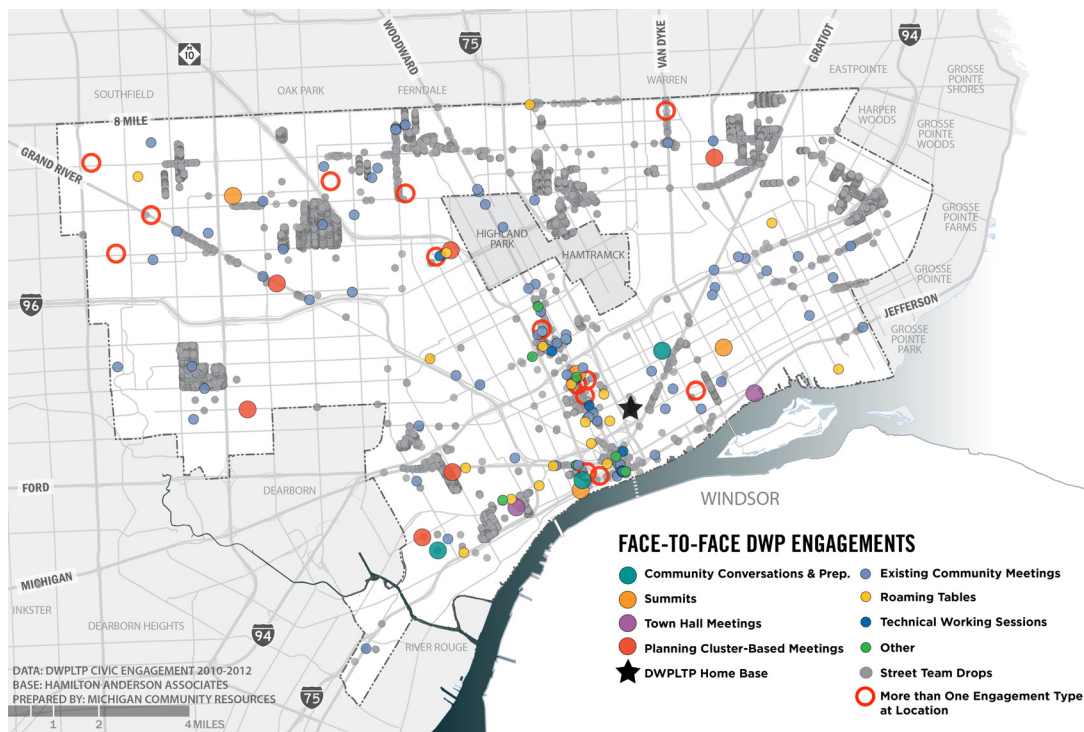 WOODWARD
75
VAN DYKE
GRATIOT
94
M
10
EASTPOINTE
GROSSE
POINTE
SHORES
SOUTHFIELD
OAK PARK
FERNDALE
WARREN
8 MILE
HARPER
WOODS
GROSSE
POINTE
WOODS
GRAND RIVER
GROSSE
POINTE
FARMS
HIGHLAND
PARK
HAMTRAMCK
GROSSE
POINTE
96
JEFFERSON
GROSSE
POINTE
PARK
FORD
DEARBORN
WINDSOR
MICHIGAN
INKSTER
DEARBORN HEIGHTS
94
RIVER ROUGE
75
FACE-TO-FACE DWP ENGAGEMENTS
Community Conversations & Prep.
Summits
Town Hall Meetings
Planning Cluster-Based Meetings
DWPLTP Home Base
Existing Community Meetings
Roaming Tables
Technical Working Sessions
Other
Street Team Drops
More than One Engagement Type
at Location
DATA: DWPLTP CIVIC ENGAGEMENT 2010-2012
BASE: HAMILTON ANDERSON ASSOCIATES
PREPARED BY: MICHIGAN COMMUNITY RESOURCES
1 2 4 MILES